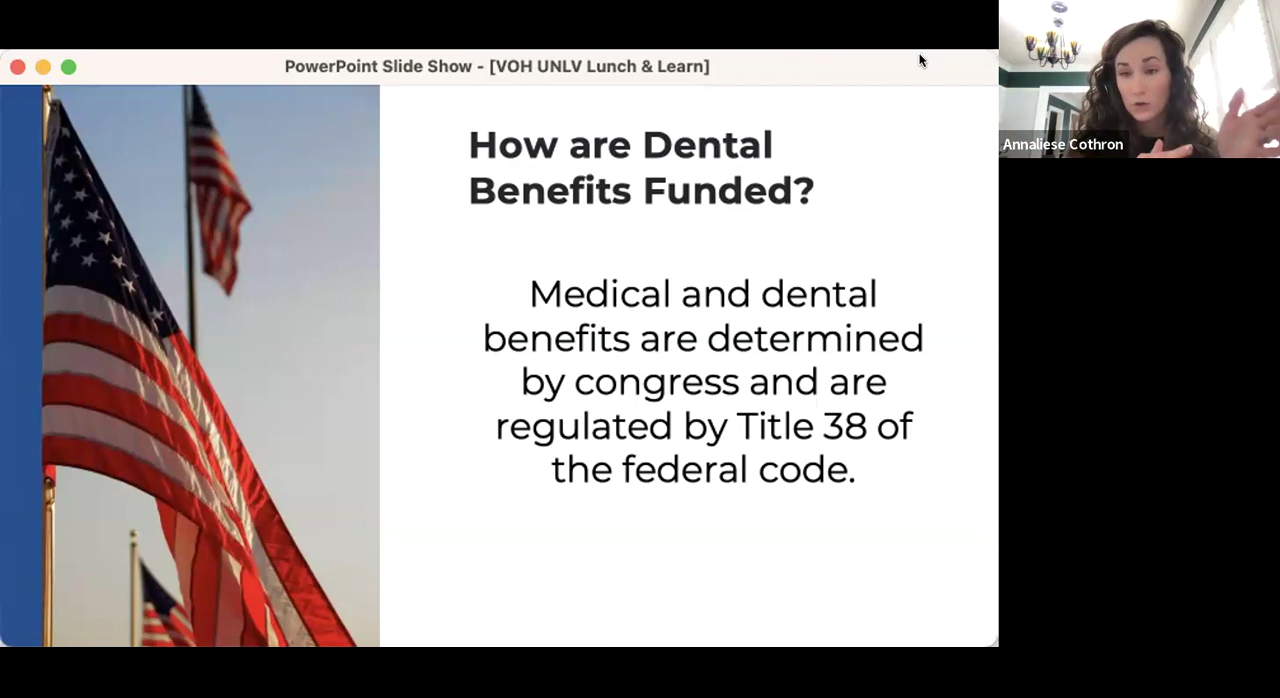 PowerPoint Slide Show - [VOH UNLV Lunch & Learn]
How are Dental
Benefits Funded?
Medical and dental
benefits are determined
by congress and are
regulated by Title 38 of
the federal code.
Annaliese Cothron